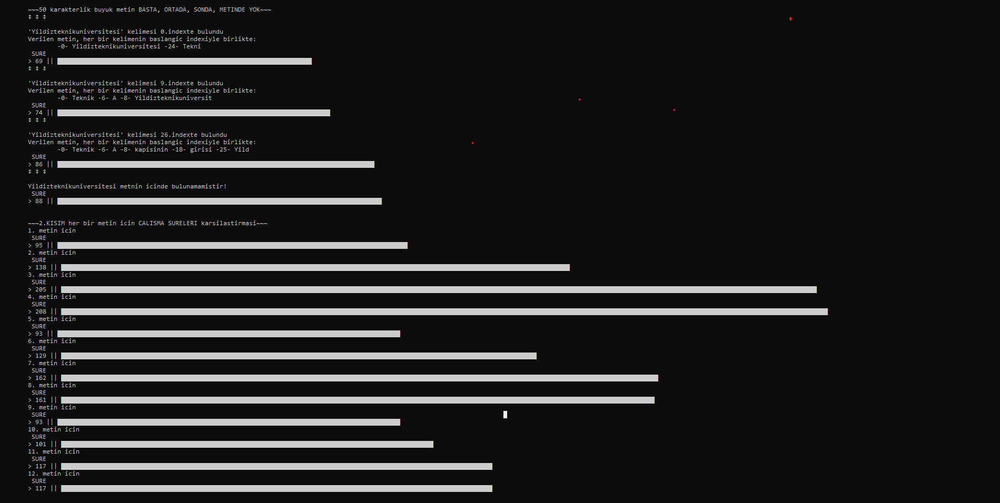 ~~~50 karakterlik buyuk metin BASTA, ORTADA, SONDA, METINDE YOK~~~
↕ ↕ ↕
'Yildizteknikuniversitesi' kelimesi 0.indexte bulundu
Verilen metin, her bir kelimenin baslangic indexiyle birlikte:
-0- Yildizteknikuniversitesi -24- Tekni
SURE
> 69 ||
↕ ↕ ↕
'Yildizteknikuniversitesi' kelimesi 9.indexte bulundu
Verilen metin, her bir kelimenin baslangic indexiyle birlikte:
-0- Teknik -6- A -8- Yildizteknikuniversit
SURE
> 74 ||
↕ ↕ ↕
'Yildizteknikuniversitesi' kelimesi 26.indexte bulundu
Verilen metin, her bir kelimenin baslangic indexiyle birlikte:
-0- Teknik -6- A -8- kapisinin -18- girisi -25- Yild
SURE
> 86 ||
↕ ↕ ↕
Yildizteknikuniversitesi metnin icinde bulunamamistir!
SURE
> 88 ||
~~~2.KISIM her bir metin icin CALISMA SURELERI karsilastirmasi~~~
1. metin icin
SURE
> 95 ||
2. metin icin
SURE
> 138 ||
3. metin icin
SURE
> 205 ||
4. metin icin
SURE
> 208 ||
5. metin icin
SURE
> 93 ||
6. metin icin
SURE
> 129 ||
7. metin icin
SURE
> 162 ||
8. metin icin
SURE
> 161 ||
9. metin icin
SURE
> 93 ||
10. metin icin
SURE
> 101 ||
11. metin icin
SURE
> 117 ||
12. metin icin
SURE
> 117 ||